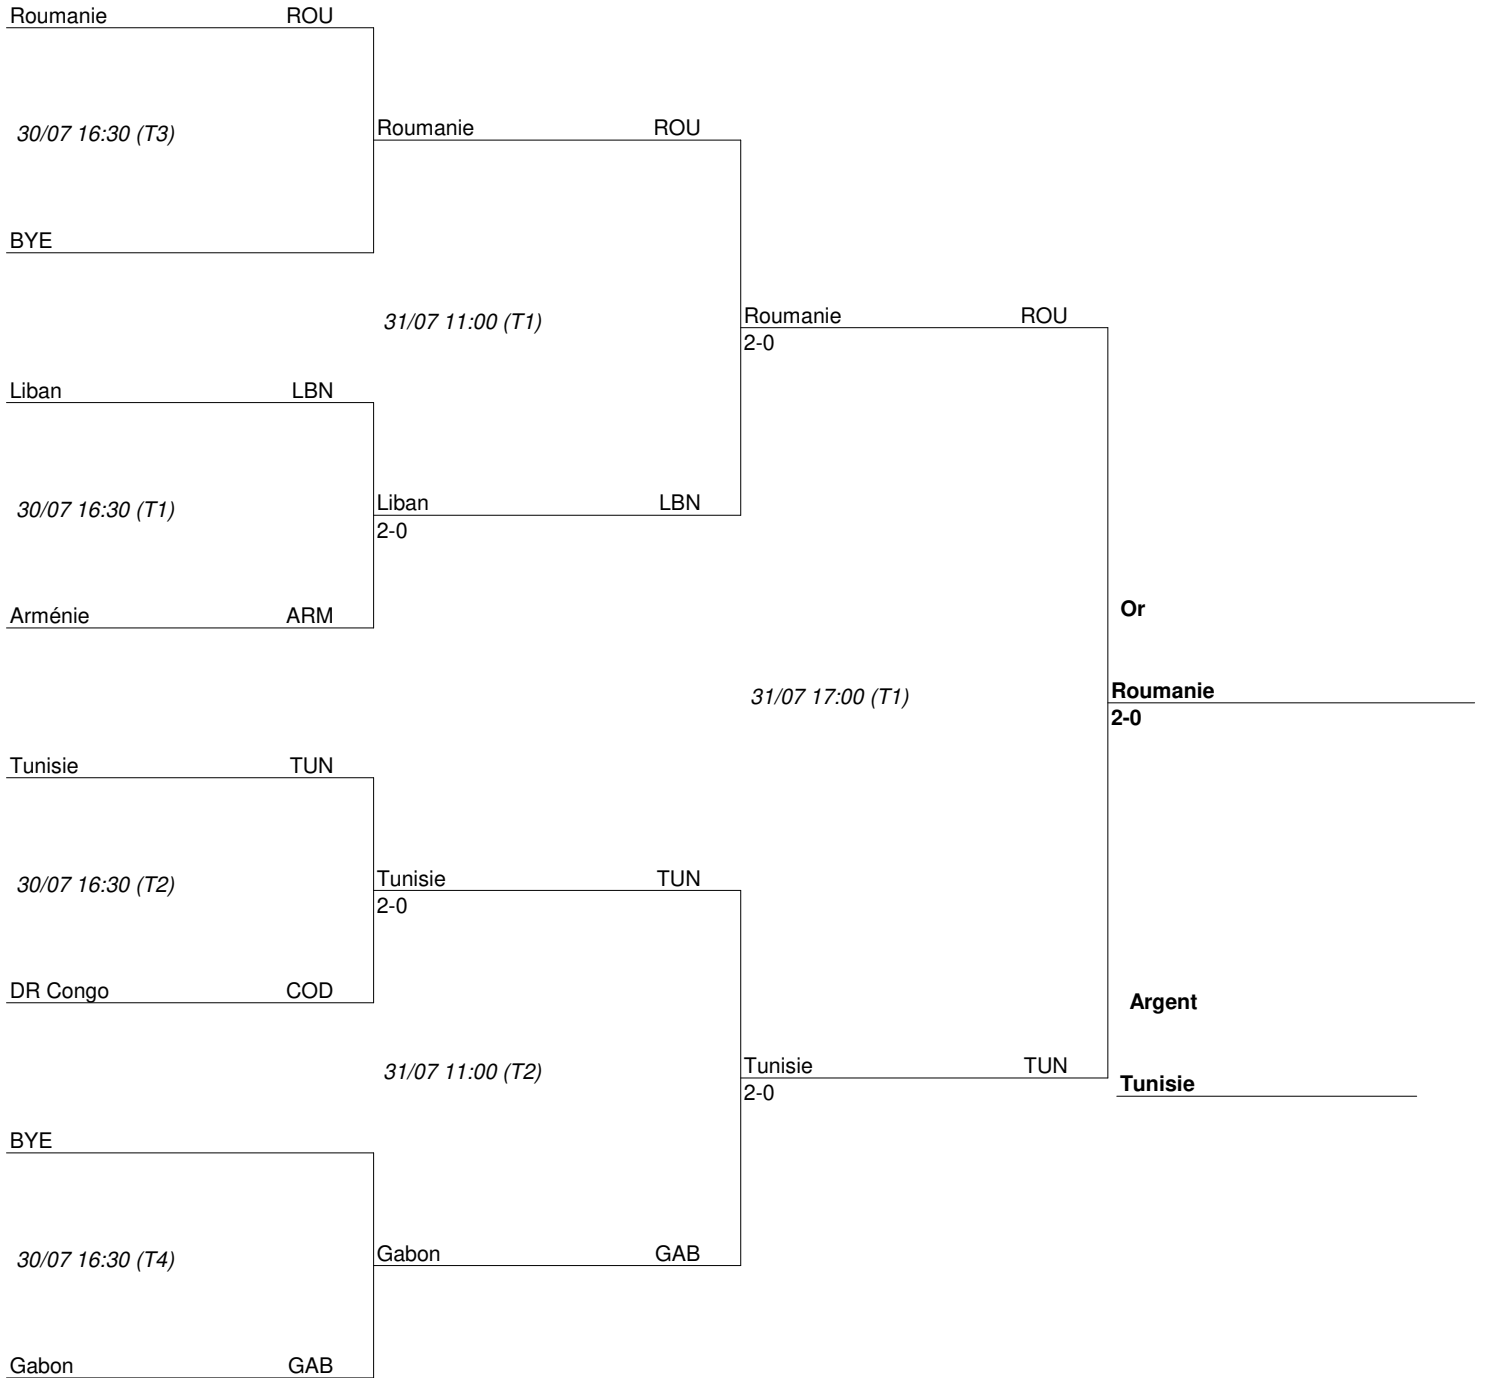 Roumanie ROU
30/07 16:30 (T3)
Roumanie ROU
BYE
31/07 11:00 (T1)
Roumanie ROU
2-0
Liban LBN
30/07 16:30 (T1)
Liban LBN
2-0
Arménie ARM
Or
31/07 17:00 (T1)
Roumanie
2-0
Tunisie TUN
30/07 16:30 (T2)
Tunisie TUN
2-0
DR Congo COD
Argent
31/07 11:00 (T2)
Tunisie TUN
2-0
Tunisie
BYE
30/07 16:30 (T4)
Gabon GAB
Gabon GAB